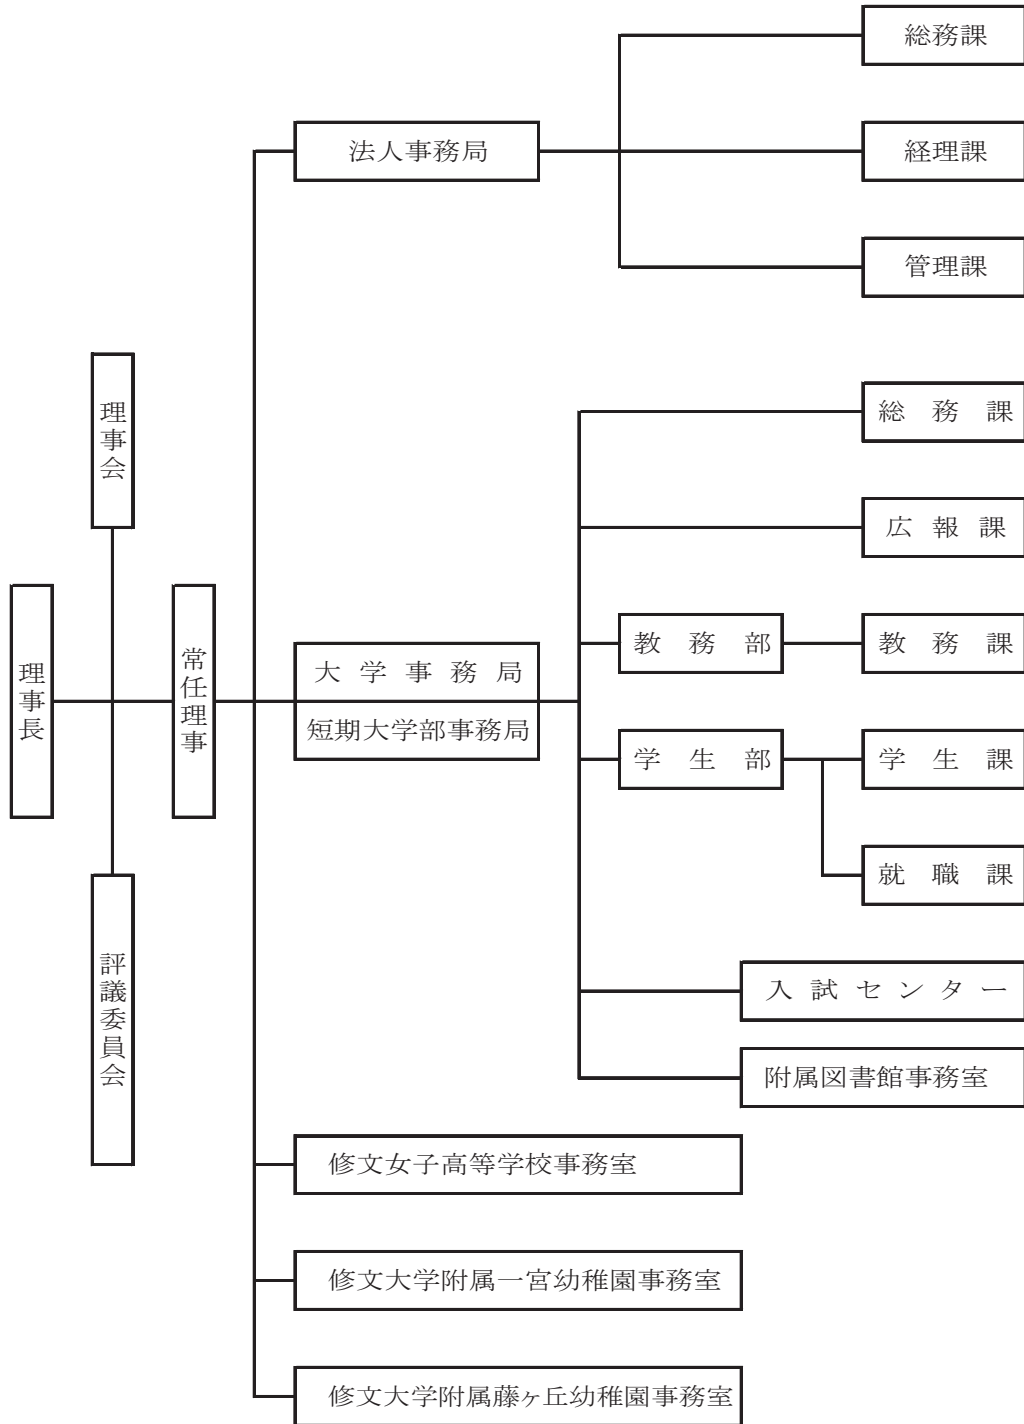 総務課
法人事務局
経理課
管理課
理事会
総務課
広報課
理事長
常任理事
大学事務局
短期大学部事務局
教務部
教務課
学生部
学生課
就職課
評議委員会
入試センター
附属図書館事務室
修文女子高等学校事務室
修文大学附属一宮幼稚園事務室
修文大学附属藤ヶ丘幼稚園事務室